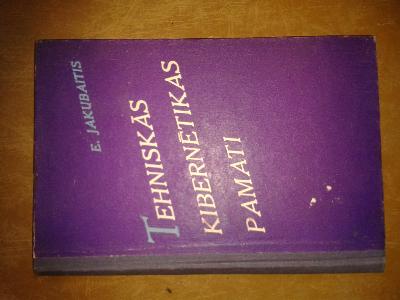 E. JAKUBAITIS
TEHNISKĀS
KIBERNĒTIKAS
PAMATI